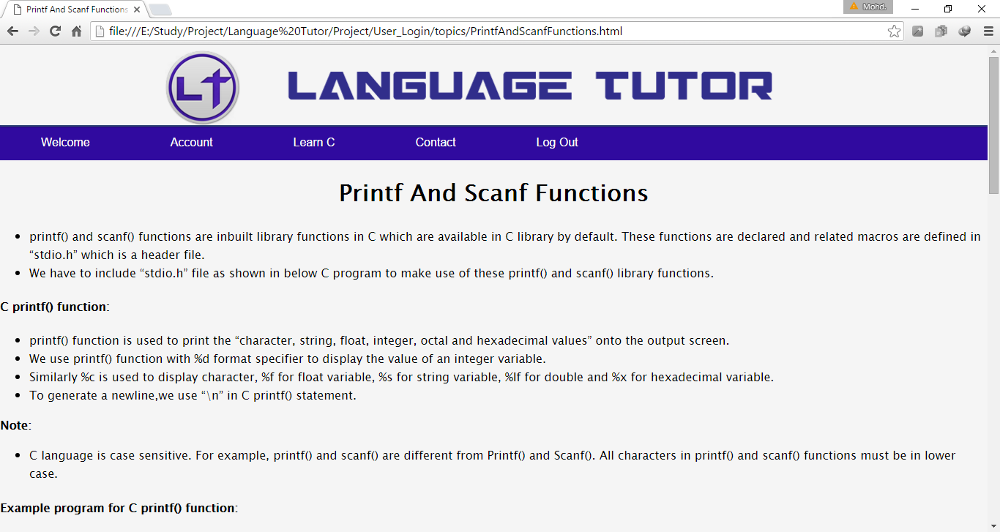 Printf And Scanf Functions
Mohd.
file:///E:/Study/Project/Language%20Tutor/Project/User_Login/topics/PrintfAndScanfFunctions.html
LT LANGUAGE TUTOR
Welcome Account Learn C Contact Log Out
Printf And Scanf Functions
• printf() and scanf() functions are inbuilt library functions in C which are available in C library by default. These functions are declared and related macros are defined in
“stdio.h” which is a header file.
• We have to include “stdio.h” file as shown in below C program to make use of these printf() and scanf() library functions.
C printf() function:
• printf() function is used to print the “character, string, float, integer, octal and hexadecimal values” onto the output screen.
• We use printf() function with %d format specifier to display the value of an integer variable.
• Similarly %c is used to display character, %f for float variable, %s for string variable, %lf for double and %x for hexadecimal variable.
• To generate a newline,we use “\n” in C printf() statement.
Note:
• C language is case sensitive. For example, printf() and scanf() are different from Printf() and Scanf(). All characters in printf() and scanf() functions must be in lower
case.
Example program for C printf() function: